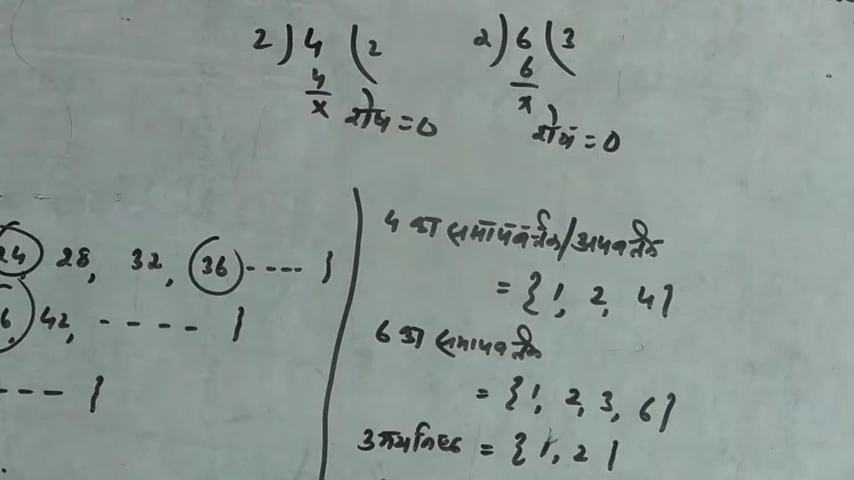 2 ) 4 ( 2    2 ) 6 ( 3
4    6
x    x
शेष = 0    शेष = 0
24, 28, 32, 36 ---- }
6, 42, ---- }
--- }
4 का समापवर्तक/अपवर्तक
= { 1, 2, 4 }
6 का समापवर्तक
= { 1, 2, 3, 6 }
उभयनिष्ठ = { 1, 2 }